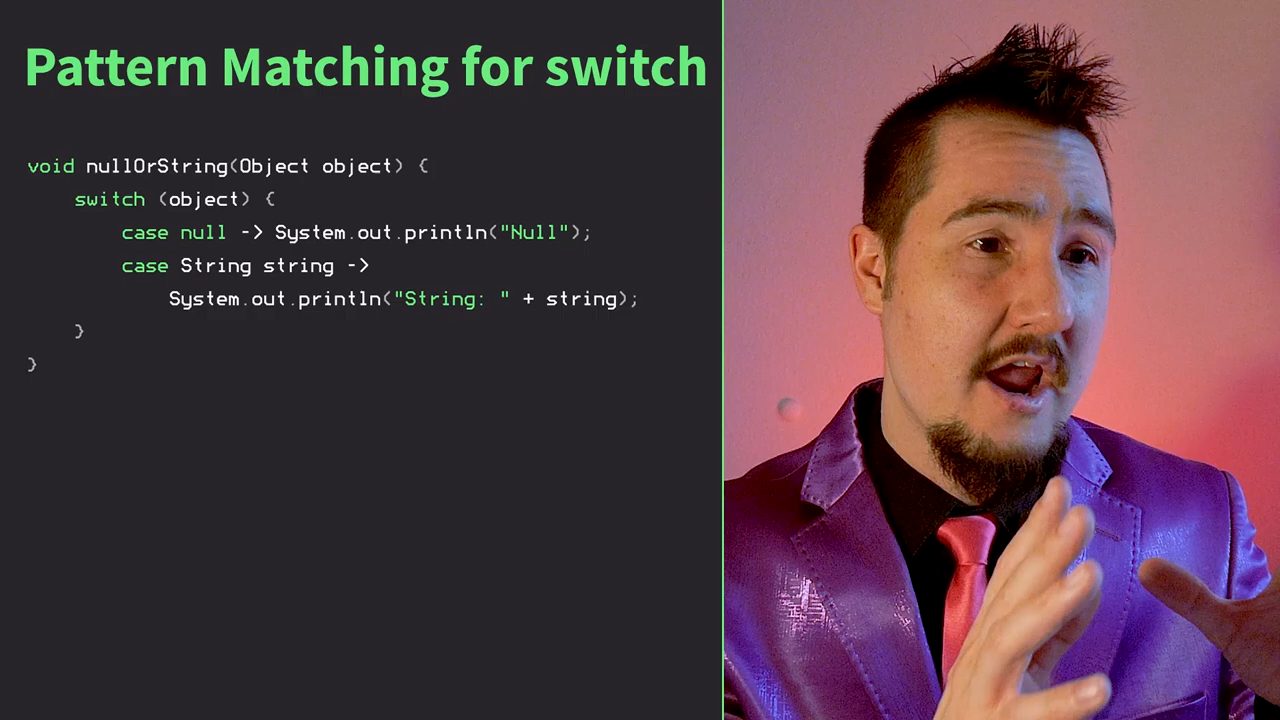 Pattern Matching for switch
void nullOrString(Object object) {
    switch (object) {
        case null -> System.out.println("Null");
        case String string ->
            System.out.println("String: " + string);
    }
}